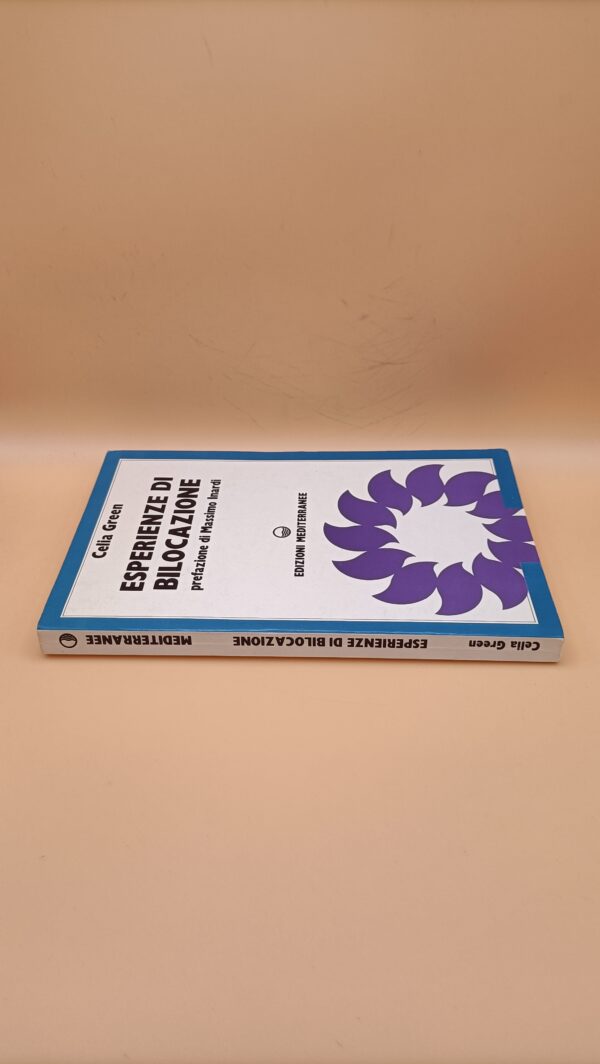 Celia Green
ESPERIENZE DI
BILOCAZIONE
prefazione di Massimo Inardi
EDIZIONI MEDITERRANEE
Celia Green ESPERIENZE DI BILOCAZIONE MEDITERRANEE